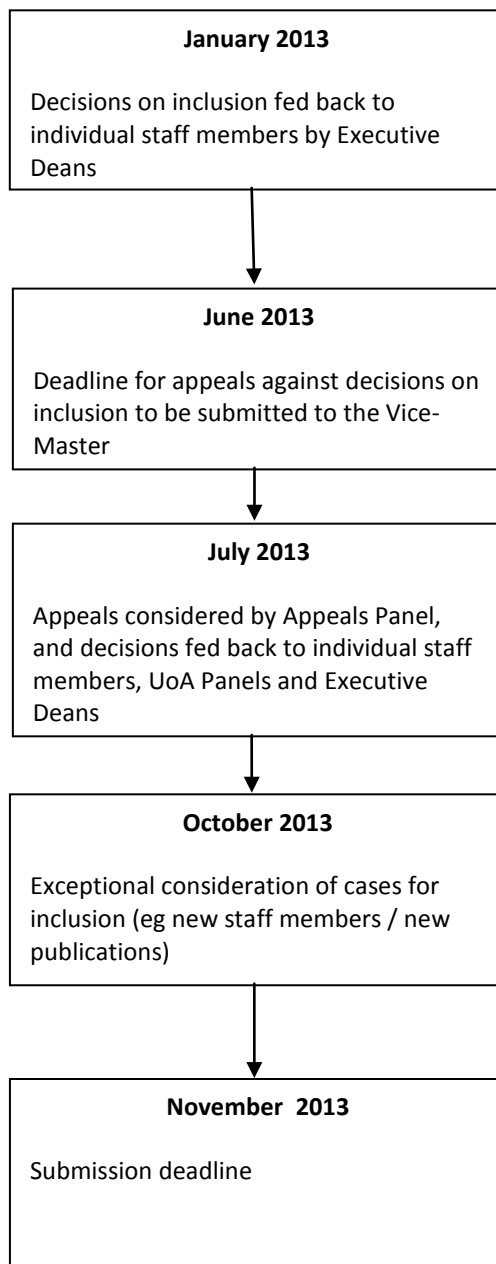 January 2013
Decisions on inclusion fed back to
individual staff members by Executive
Deans
June 2013
Deadline for appeals against decisions on
inclusion to be submitted to the Vice-
Master
July 2013
Appeals considered by Appeals Panel,
and decisions fed back to individual staff
members, UoA Panels and Executive
Deans
October 2013
Exceptional consideration of cases for
inclusion (eg new staff members / new
publications)
November  2013
Submission deadline